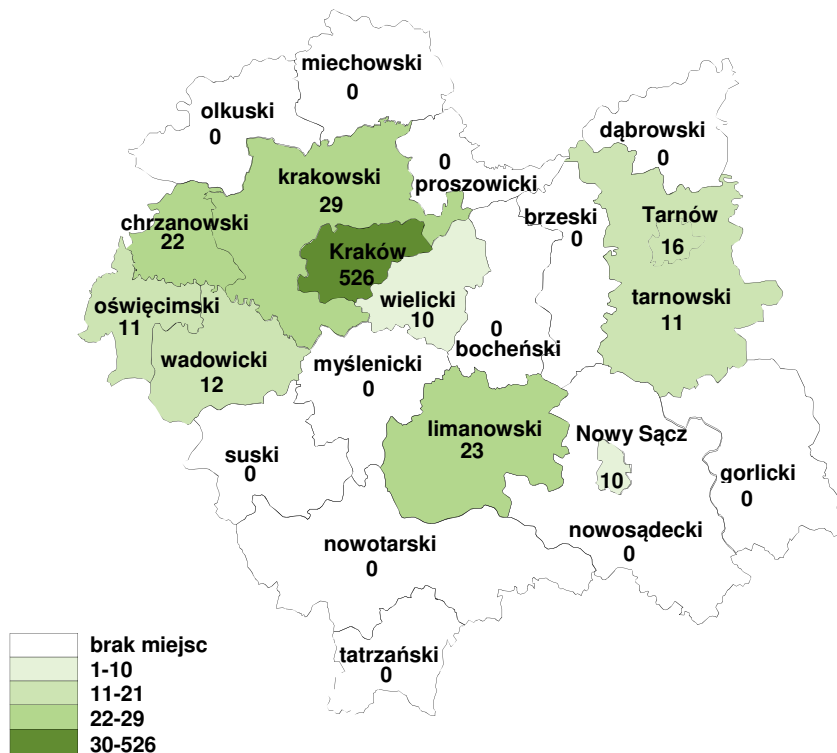 miechowski
0
olkuski
0
dąbrowski
0
0
proszowicki
krakowski
29
brzeski
0
Tarnów
16
chrzanowski
22
Kraków
526
wielicki
10
oświęcimski
11
tarnowski
11
0
bocheński
wadowicki
12
myślenicki
0
limanowski
23
Nowy Sącz
10
suski
0
gorlicki
0
nowosądecki
0
nowotarski
0
tatrzański
0
brak miejsc
1-10
11-21
22-29
30-526